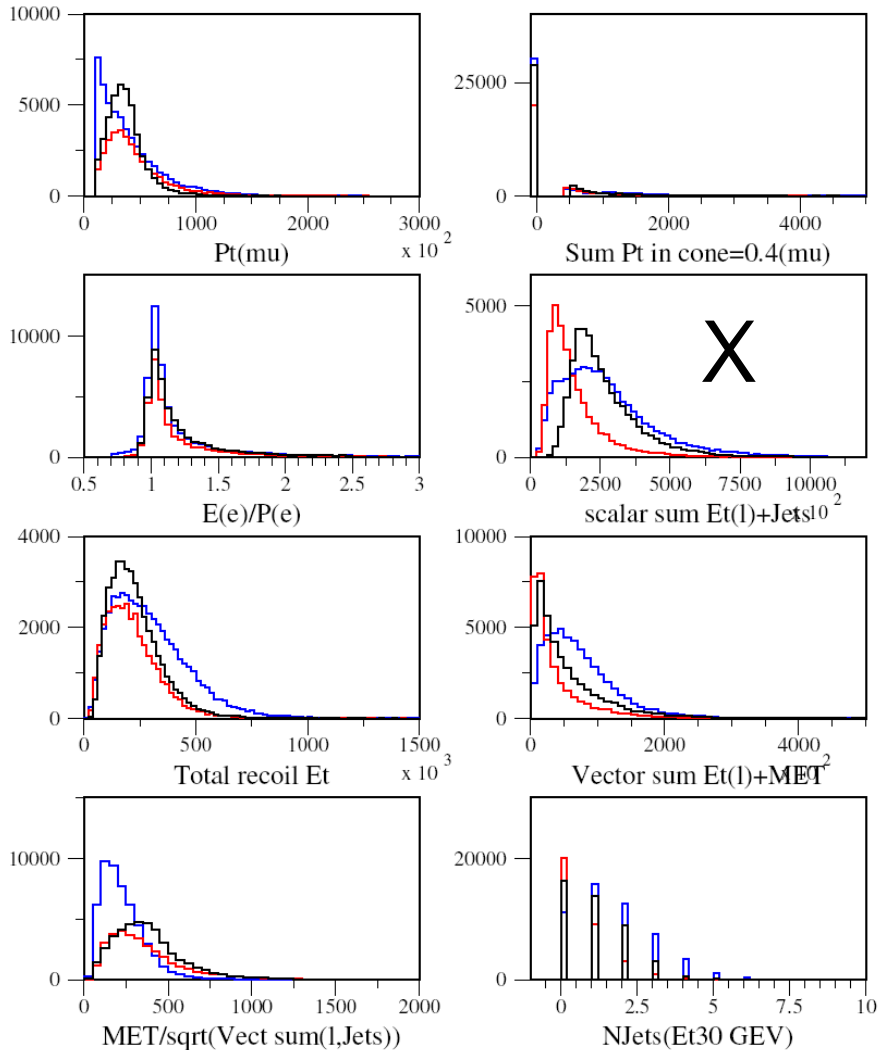 10000
5000
0
0 1000 2000 3000
x 10 2
Pt(mu)
25000
0
0 2000 4000
Sum Pt in cone=0.4(mu)
10000
0
0.5 1 1.5 2 2.5 3
E(e)/P(e)
X
5000
0
0 2500 5000 7500 10000
x 10 2
scalar sum Et(l)+Jets
4000
2000
0
0 500 1000 1500
x 10 3
Total recoil Et
10000
5000
0
0 2000 4000
x 10 2
Vector sum Et(l)+MET
10000
0
0 500 1000 1500 2000
MET/sqrt(Vect sum(l,Jets))
20000
0
0 2.5 5 7.5 10
NJets(Et30 GEV)